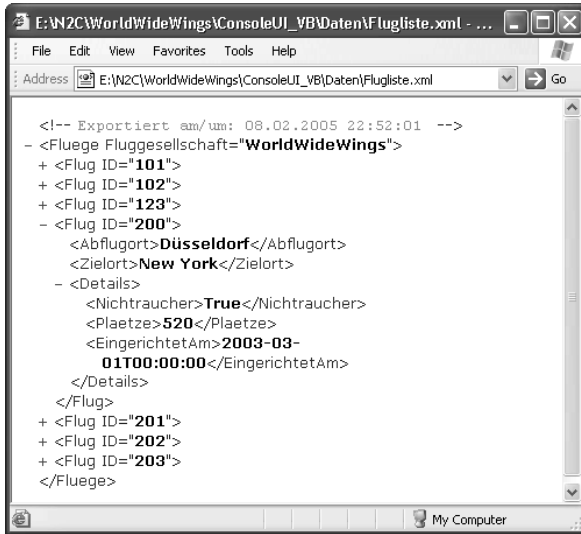 E:\N2C\WorldWideWings\ConsoleUI_VB\Daten\Flugliste.xml - ...
File Edit View Favorites Tools Help
Address E:\N2C\WorldWideWings\ConsoleUI_VB\Daten\Flugliste.xml Go
<!-- Exportiert am/um: 08.02.2005 22:52:01 -->
- <Fluege Fluggesellschaft="WorldWideWings">
+ <Flug ID="101">
+ <Flug ID="102">
+ <Flug ID="123">
- <Flug ID="200">
<Abflugort>Düsseldorf</Abflugort>
<Zielort>New York</Zielort>
- <Details>
<Nichtraucher>True</Nichtraucher>
<Plaetze>520</Plaetze>
<EingerichtetAm>2003-03-
01T00:00:00</EingerichtetAm>
</Details>
</Flug>
+ <Flug ID="201">
+ <Flug ID="202">
+ <Flug ID="203">
</Fluege>
My Computer